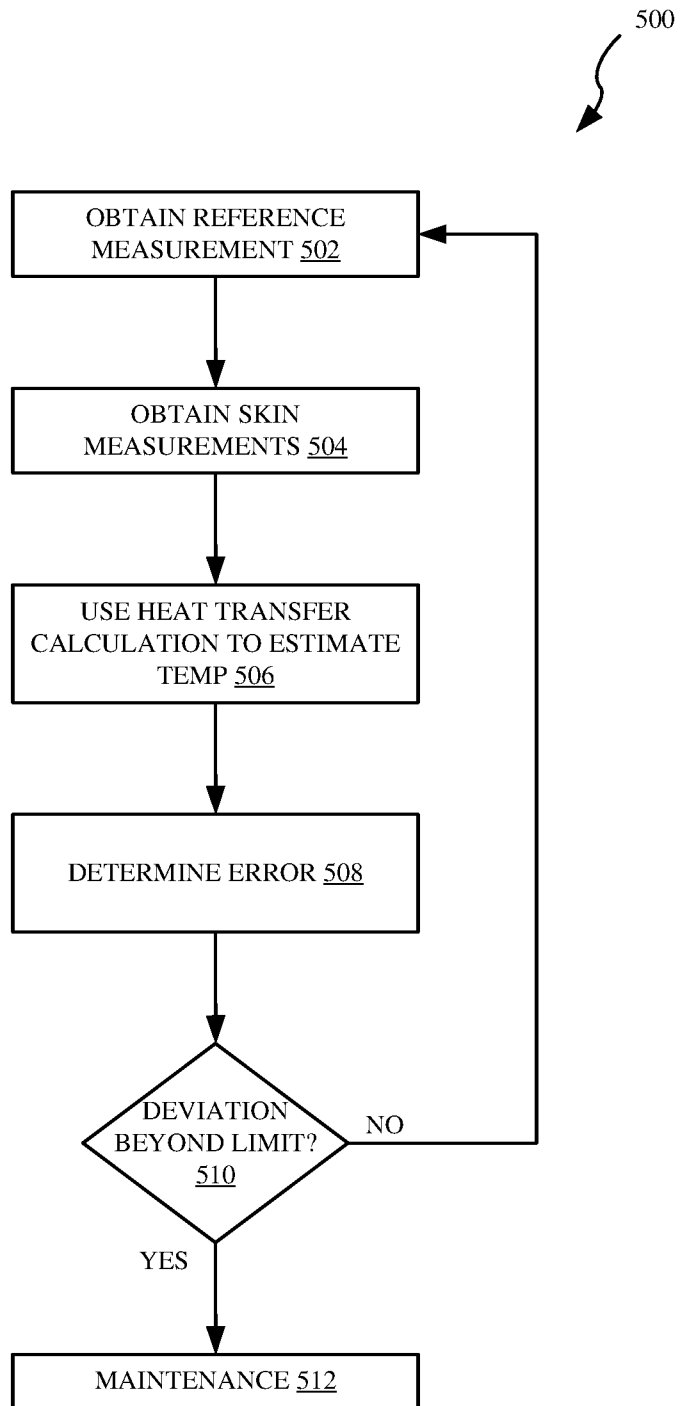 500
OBTAIN REFERENCE
MEASUREMENT 502
OBTAIN SKIN
MEASUREMENTS 504
USE HEAT TRANSFER
CALCULATION TO ESTIMATE
TEMP 506
DETERMINE ERROR 508
DEVIATION
BEYOND LIMIT?
510
NO
YES
MAINTENANCE 512